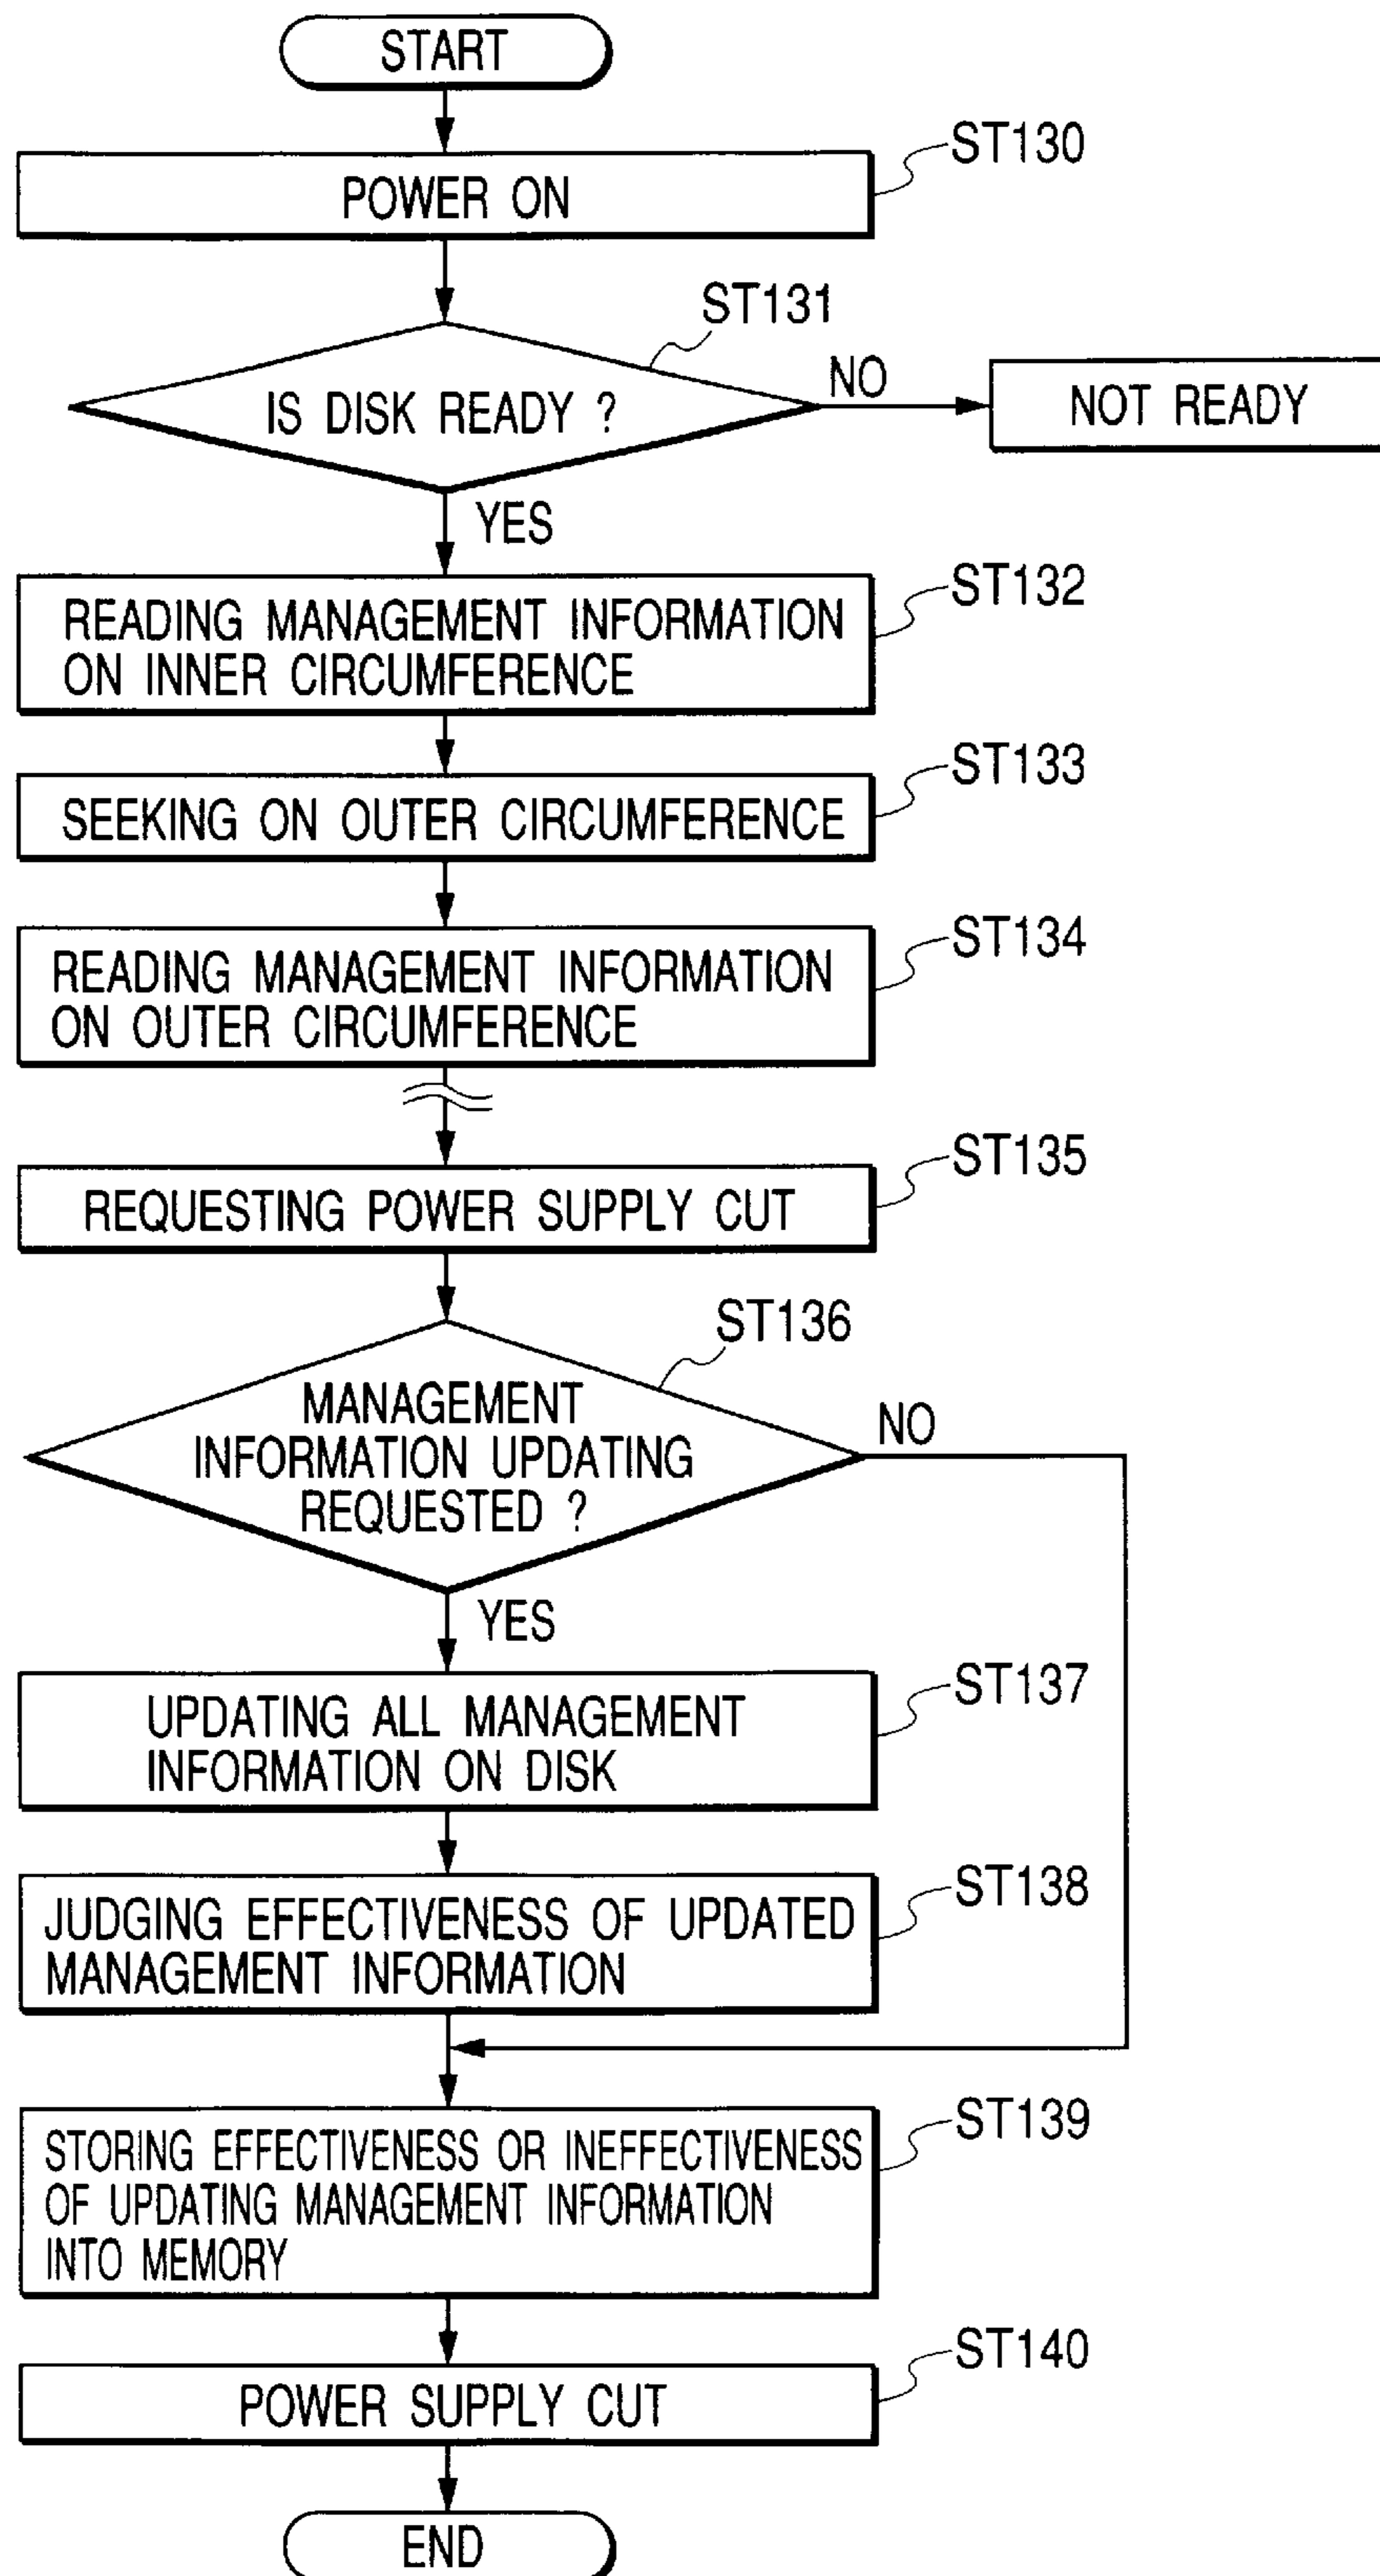 START
ST130
POWER ON
ST131
IS DISK READY ?
NO
NOT READY
YES
ST132
READING MANAGEMENT INFORMATION
ON INNER CIRCUMFERENCE
ST133
SEEKING ON OUTER CIRCUMFERENCE
ST134
READING MANAGEMENT INFORMATION
ON OUTER CIRCUMFERENCE
ST135
REQUESTING POWER SUPPLY CUT
ST136
MANAGEMENT
INFORMATION UPDATING
REQUESTED ?
NO
YES
ST137
UPDATING ALL MANAGEMENT
INFORMATION ON DISK
ST138
JUDGING EFFECTIVENESS OF UPDATED
MANAGEMENT INFORMATION
ST139
STORING EFFECTIVENESS OR INEFFECTIVENESS
OF UPDATING MANAGEMENT INFORMATION
INTO MEMORY
ST140
POWER SUPPLY CUT
END